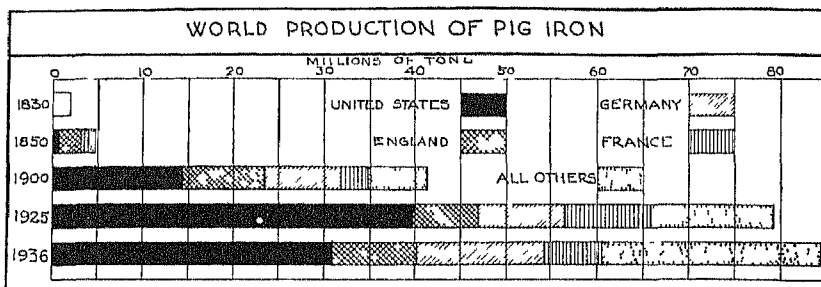 WORLD PRODUCTION OF PIG IRON
MILLIONS OF TONS
0 10 20 30 40 50 60 70 80
1830 UNITED STATES GERMANY
1850 ENGLAND FRANCE
1900 ALL OTHERS
1925
1936